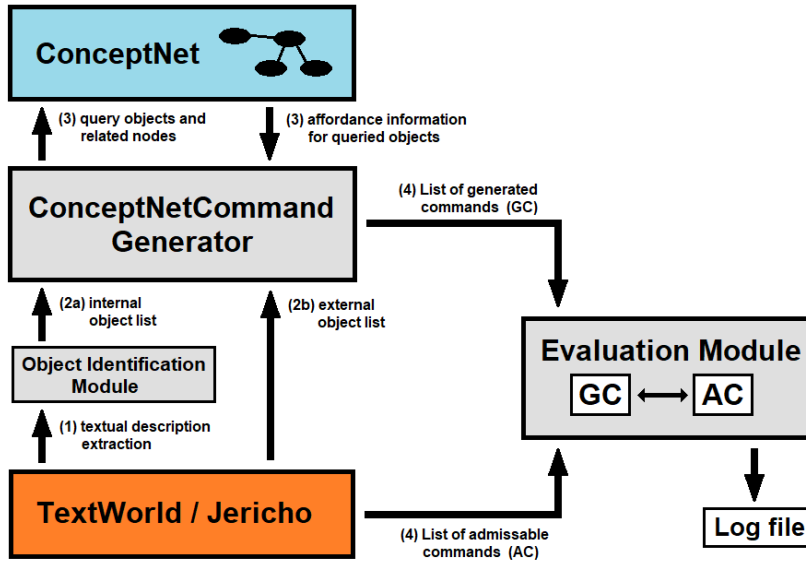 ConceptNet
(3) query objects and
related nodes
(3) affordance information
for queried objects
ConceptNetCommand
Generator
(4) List of generated
commands (GC)
(2a) internal
object list
(2b) external
object list
Object Identification
Module
Evaluation Module
GC
AC
(1) textual description
extraction
TextWorld / Jericho
(4) List of admissable
commands (AC)
Log file